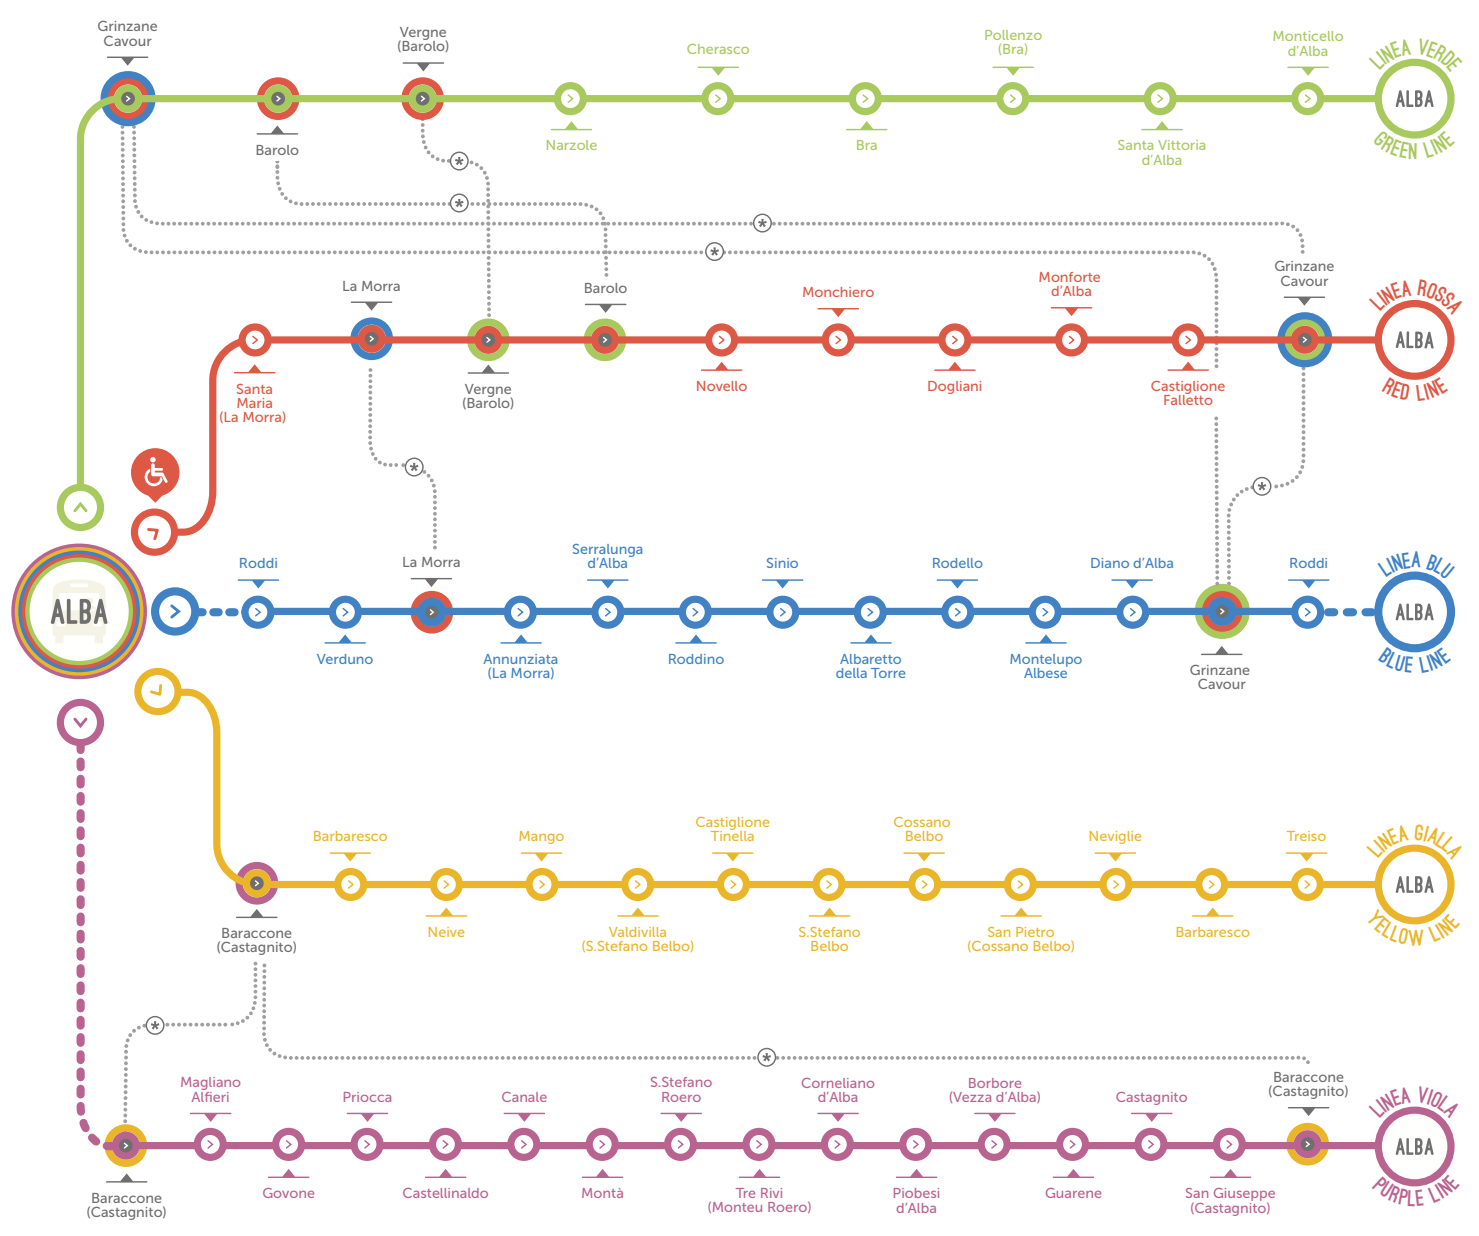 Grinzane
Cavour
Barolo
Vergne
(Barolo)
Narzole
Cherasco
Bra
Pollenzo
(Bra)
Santa Vittoria
d'Alba
Monticello
d'Alba
LINEA VERDE
ALBA
GREEN LINE
*
*
*
*
Santa
Maria
(La Morra)
La Morra
Vergne
(Barolo)
Barolo
Novello
Monchiero
Dogliani
Monforte
d'Alba
Castiglione
Falletto
Grinzane
Cavour
LINEA ROSSA
ALBA
RED LINE
*
*
ALBA
Roddi
Verduno
La Morra
Annunziata
(La Morra)
Serralunga
d'Alba
Roddino
Sinio
Albaretto
della Torre
Rodello
Montelupo
Albese
Diano d'Alba
Grinzane
Cavour
Roddi
LINEA BLU
ALBA
BLUE LINE
Baraccone
(Castagnito)
Barbaresco
Neive
Mango
Valdivilla
(S.Stefano Belbo)
Castiglione
Tinella
S.Stefano
Belbo
Cossano
Belbo
San Pietro
(Cossano Belbo)
Neviglie
Barbaresco
Treiso
LINEA GIALLA
ALBA
YELLOW LINE
*
*
Baraccone
(Castagnito)
Magliano
Alfieri
Govone
Priocca
Castellinaldo
Canale
Montà
S.Stefano
Roero
Tre Rivi
(Monteu Roero)
Corneliano
d'Alba
Piobesi
d'Alba
Borbore
(Vezza d'Alba)
Guarene
Castagnito
San Giuseppe
(Castagnito)
Baraccone
(Castagnito)
LINEA VIOLA
ALBA
PURPLE LINE